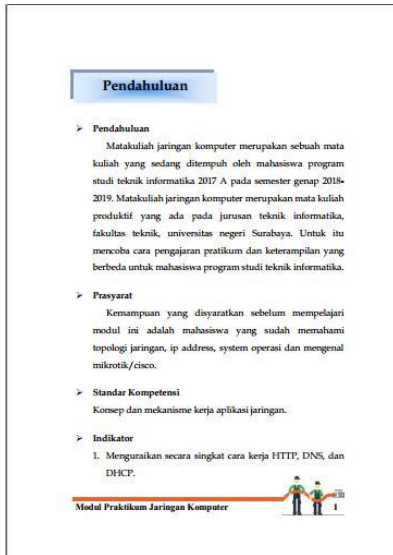 Pendahuluan
➢ Pendahuluan
Matakuliah jaringan komputer merupakan sebuah mata
kuliah yang sedang ditempuh oleh mahasiswa program
studi teknik informatika 2017 A pada semester genap 2018-
2019. Matakuliah jaringan komputer merupakan mata kuliah
produktif yang ada pada jurusan teknik informatika,
fakultas teknik, universitas negeri Surabaya. Untuk itu
mencoba cara pengajaran pratikum dan keterampilan yang
berbeda untuk mahasiswa program studi teknik informatika.
➢ Prasyarat
Kemampuan yang disyaratkan sebelum mempelajari
modul ini adalah mahasiswa yang sudah memahami
topologi jaringan, ip address, system operasi dan mengenal
mikrotik/cisco.
➢ Standar Kompetensi
Konsep dan mekanisme kerja aplikasi jaringan.
➢ Indikator
1. Menguraikan secara singkat cara kerja HTTP, DNS, dan
DHCP.
Modul Praktikum Jaringan Komputer 1